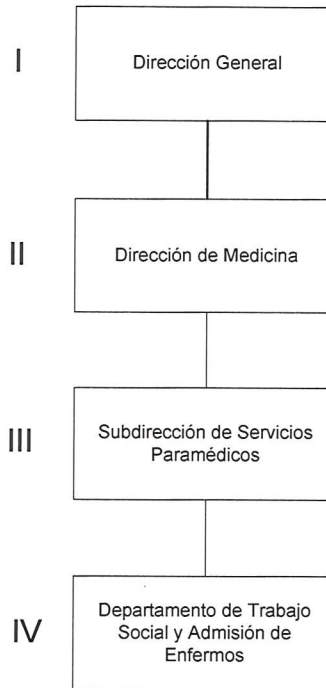 I
Dirección General
II
Dirección de Medicina
III
Subdirección de Servicios
Paramédicos
IV
Departamento de Trabajo
Social y Admisión de
Enfermos